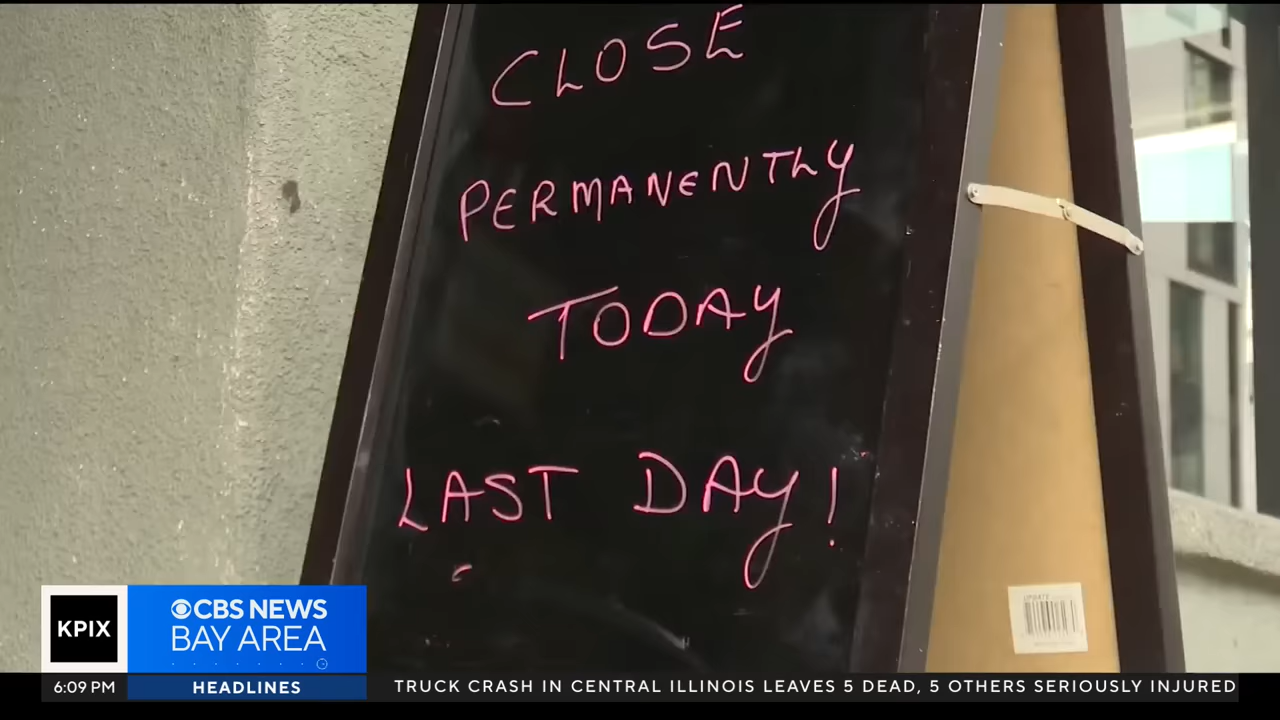 CLOSE
PERMANENTLY
TODAY
LAST DAY!
KPIX
CBS NEWS
BAY AREA
6:09 PM HEADLINES TRUCK CRASH IN CENTRAL ILLINOIS LEAVES 5 DEAD, 5 OTHERS SERIOUSLY INJURED